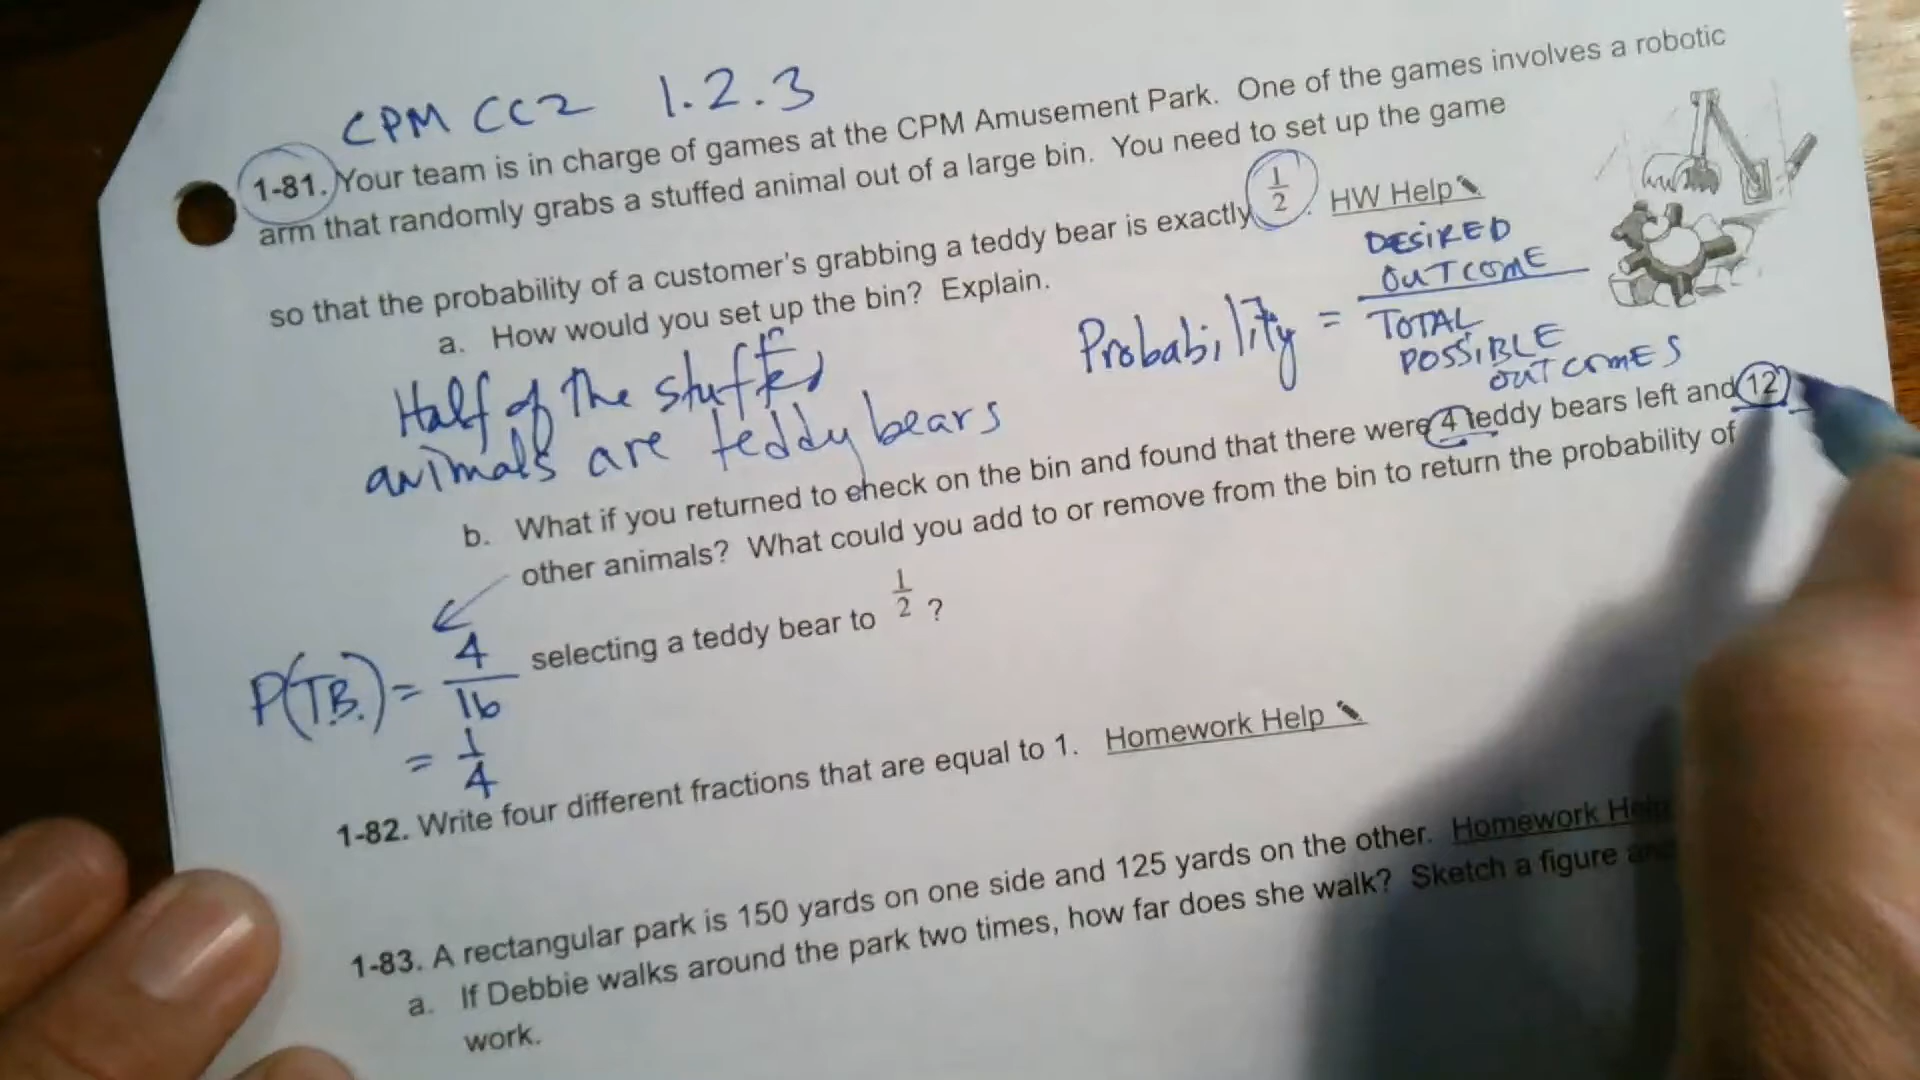 CPM CC2 1.2.3
1-81. Your team is in charge of games at the CPM Amusement Park. One of the games involves a robotic
arm that randomly grabs a stuffed animal out of a large bin. You need to set up the game
so that the probability of a customer's grabbing a teddy bear is exactly 1/2. HW Help
DESIRED
OUTCOME
Probability = TOTAL
POSSIBLE
OUTCOMES
a. How would you set up the bin? Explain.
Half of the stuffed
animals are teddy bears
b. What if you returned to check on the bin and found that there were 4 teddy bears left and 12
other animals? What could you add to or remove from the bin to return the probability of
selecting a teddy bear to 1/2 ?
P(T.B.) = 4/16
= 1/4
1-82. Write four different fractions that are equal to 1. Homework Help
1-83. A rectangular park is 150 yards on one side and 125 yards on the other. Homework Help
a. If Debbie walks around the park two times, how far does she walk? Sketch a figure and
work.